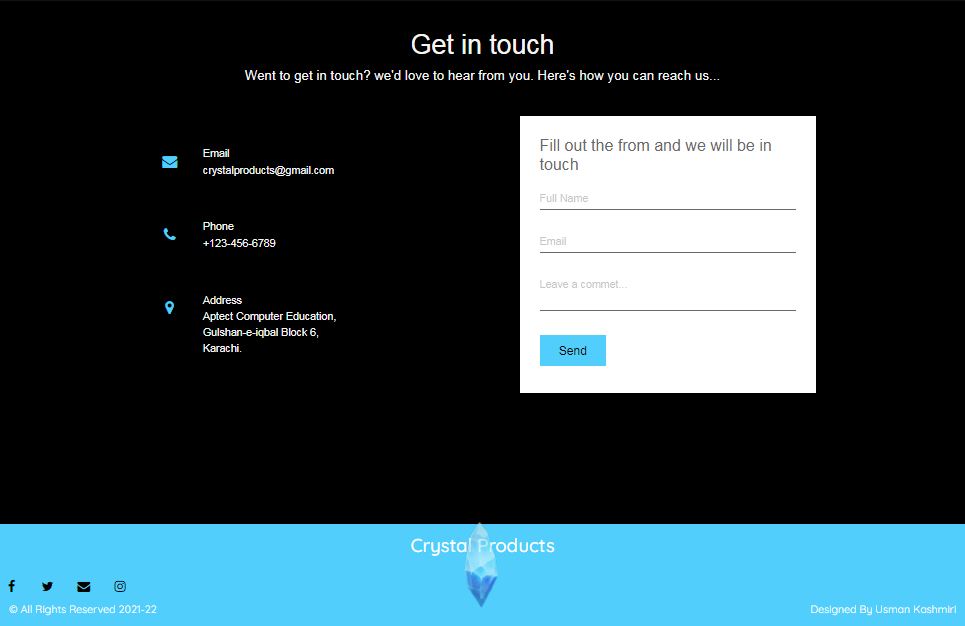 Get in touch
Went to get in touch? we'd love to hear from you. Here's how you can reach us...
Email
crystalproducts@gmail.com
Phone
+123-456-6789
Address
Aptect Computer Education,
Gulshan-e-iqbal Block 6,
Karachi.
Fill out the from and we will be in
touch
Full Name
Email
Leave a commet...
Send
Crystal Products
© All Rights Reserved 2021-22
Designed By Usman Koshmiri